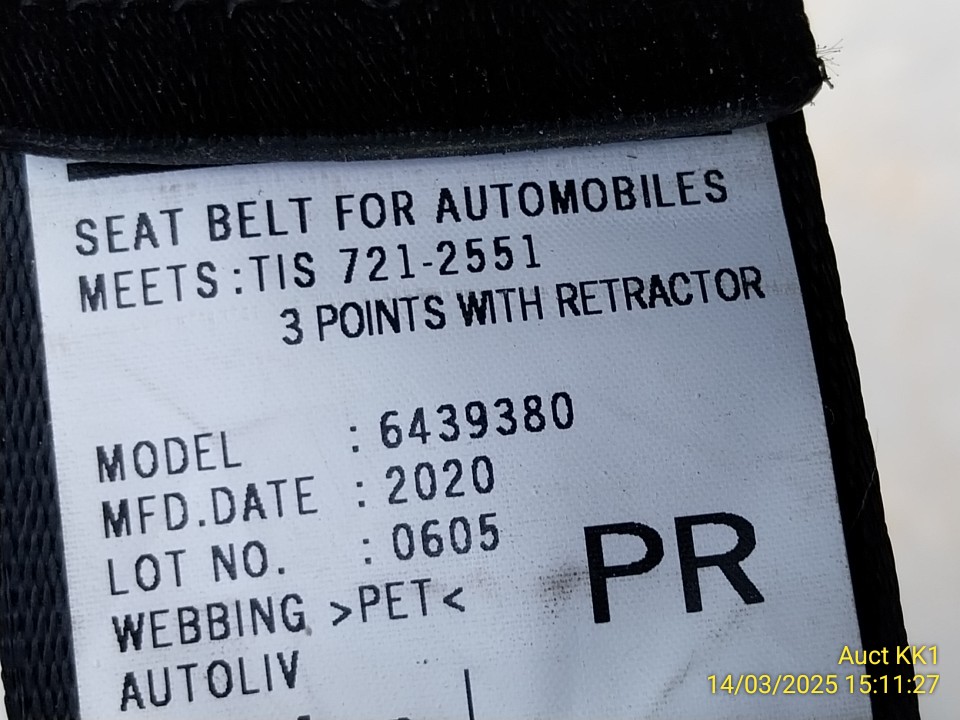 SEAT BELT FOR AUTOMOBILES
MEETS:TIS 721-2551
3 POINTS WITH RETRACTOR
MODEL : 6439380
MFD.DATE : 2020
LOT NO. : 0605
PR
WEBBING >PET<
AUTOLIV
Auct KK1
14/03/2025 15:11:27